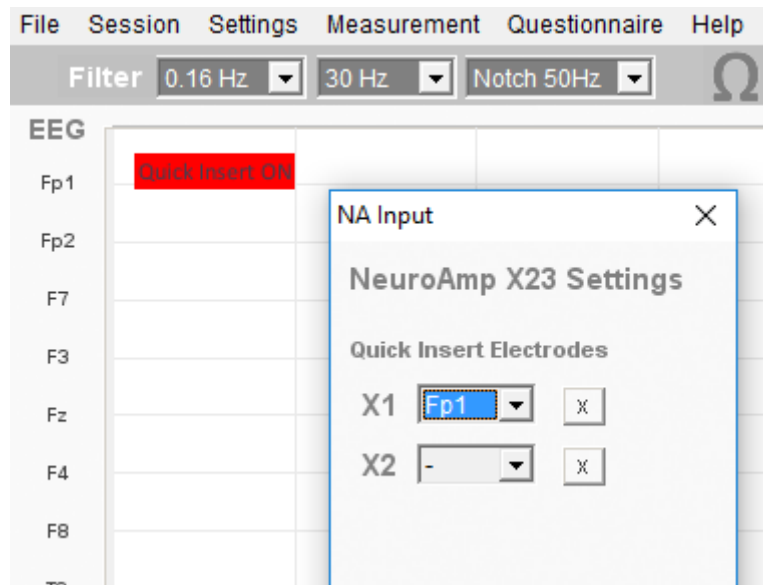 File Session Settings Measurement Questionnaire Help
Filter 0.16 Hz 30 Hz Notch 50Hz Ω
EEG
Quick Insert ON
Fp1
Fp2
F7
F3
Fz
F4
F8
NA Input
NeuroAmp X23 Settings
Quick Insert Electrodes
X1 Fp1 X
X2 - X